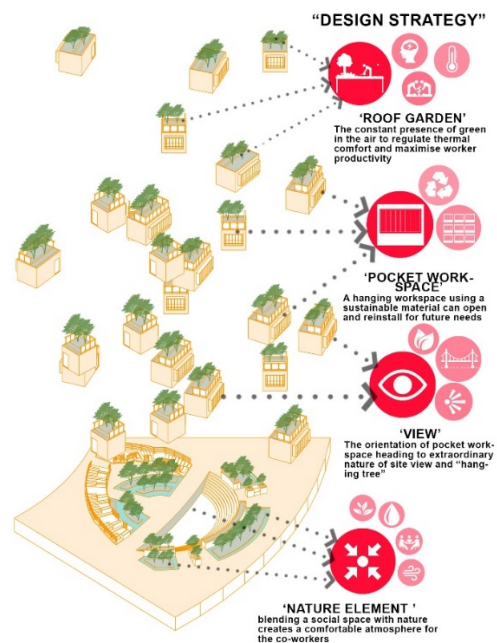 “DESIGN STRATEGY”
‘ROOF GARDEN’
The constant presence of green
in the air to regulate thermal
comfort and maximise worker
productivity
‘POCKET WORK-
SPACE’
A hanging workspace using a
sustainable material can open
and reinstall for future needs
‘VIEW’
The orientation of pocket work-
space heading to extraordinary
nature of site view and “hang-
ing tree”
‘NATURE ELEMENT ’
blending a social space with nature
creates a comfortable atmosphere for
the co-workers